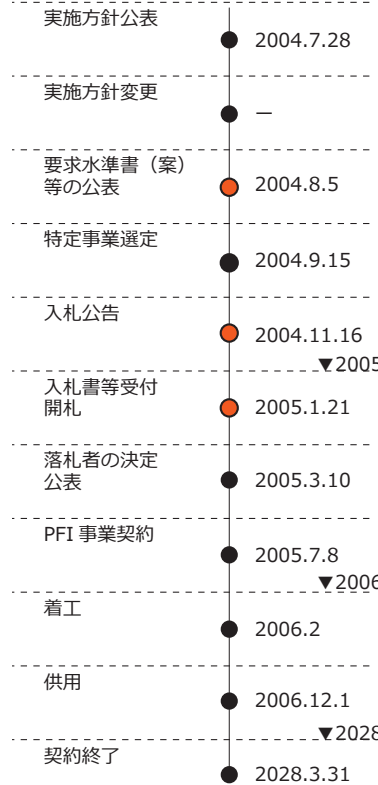 実施方針公表
2004.7.28
実施方針変更
—
要求水準書（案）
等の公表
2004.8.5
特定事業選定
2004.9.15
入札公告
2004.11.16
▼2005
入札書等受付
開札
2005.1.21
落札者の決定
公表
2005.3.10
PFI 事業契約
2005.7.8
▼2006
着工
2006.2
供用
2006.12.1
▼2028
契約終了
2028.3.31